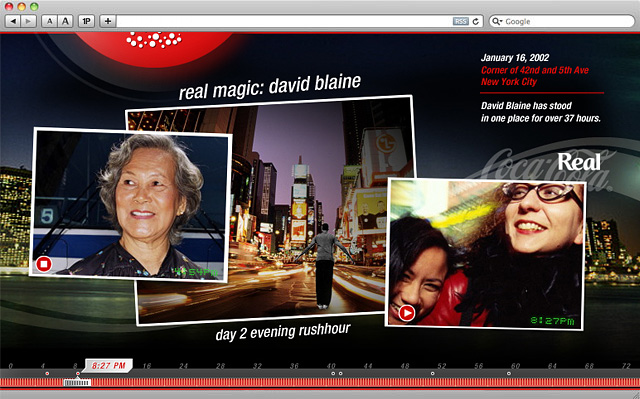 A A
1P
+
RSS
Google
January 16, 2002
Corner of 42nd and 5th Ave
New York City
David Blaine has stood
in one place for over 37 hours.
real magic: david blaine
Coca-Cola
Real
5
8:27PM
day 2 evening rushhour
8:27 PM
0 4 8 16 20 24 28 32 36 40 44 48 52 56 60 64 68 72